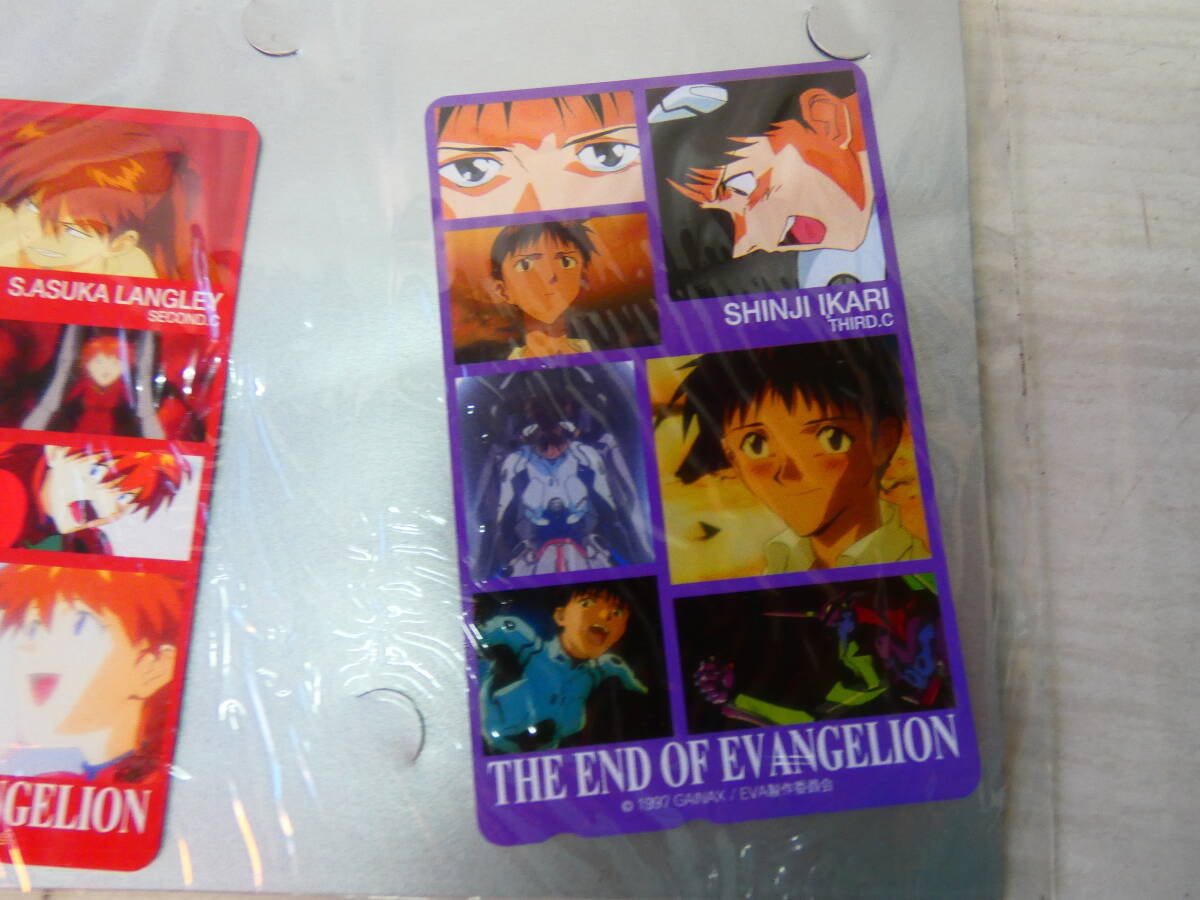 S.ASUKA LANGLEY
SECOND.C
NGELION
SHINJI IKARI
THIRD.C
THE END OF EVANGELION
© 1997 GAINAX / EVA製作委員会